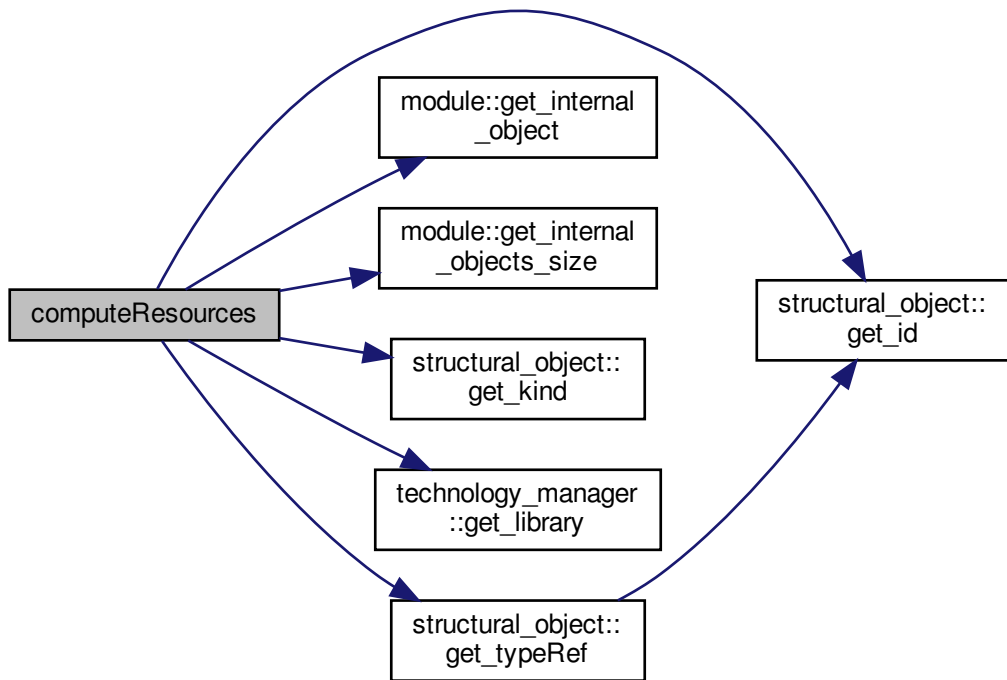 module::get_internal
_object
module::get_internal
_objects_size
computeResources
structural_object::
get_id
structural_object::
get_kind
technology_manager
::get_library
structural_object::
get_typeRef